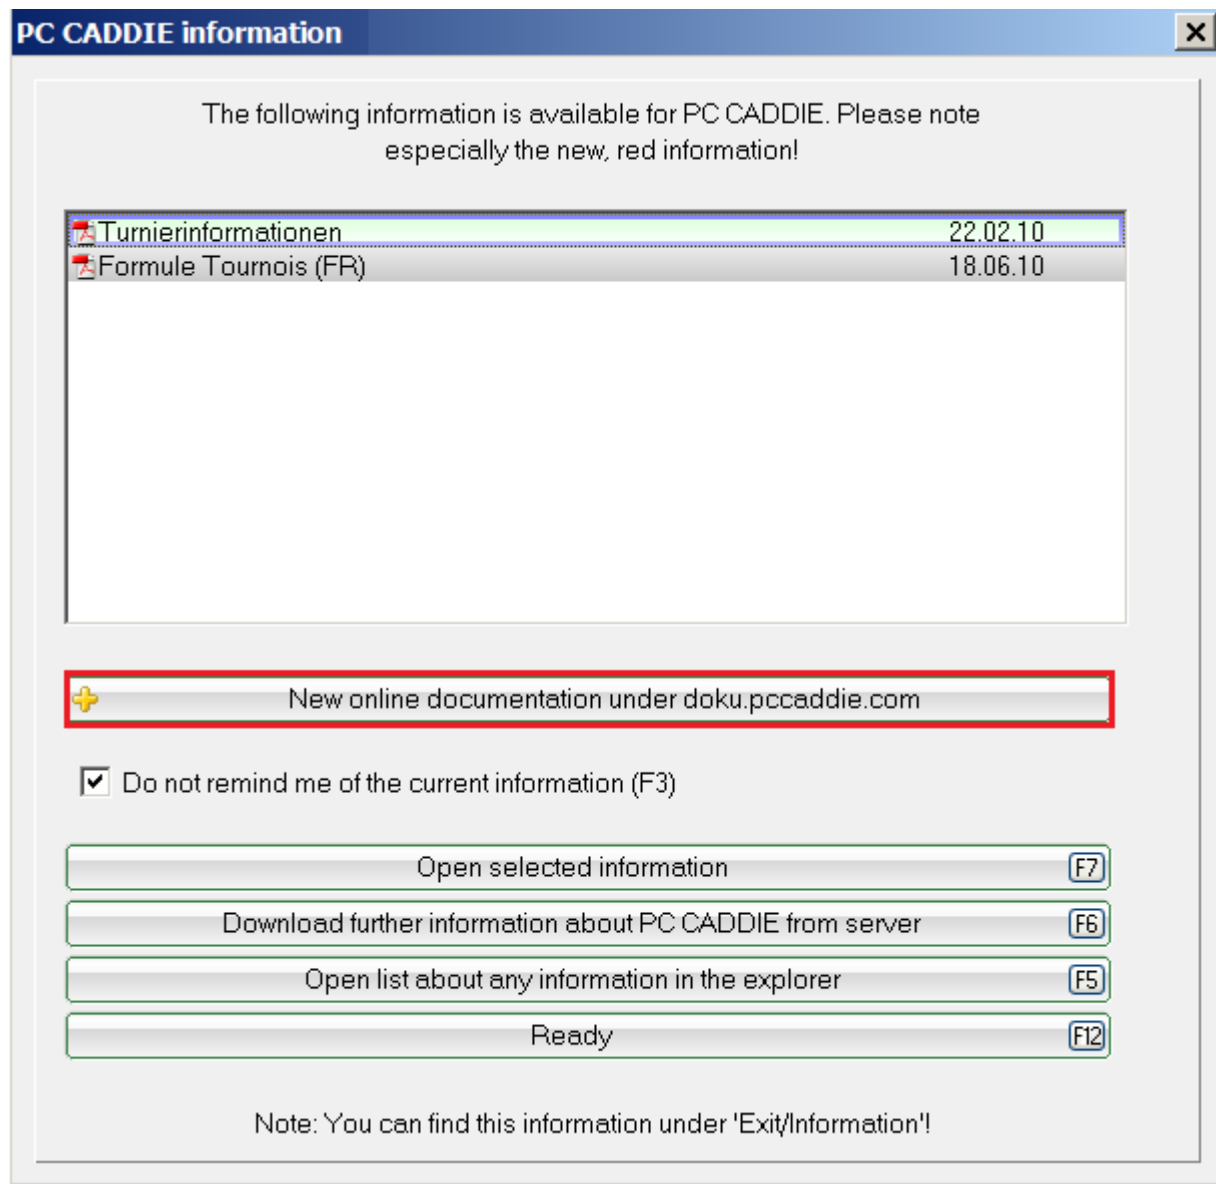 PC CADDIE information
The following information is available for PC CADDIE. Please note
especially the new, red information!
Turnierinformationen 22.02.10
Formule Tournois (FR) 18.06.10
New online documentation under doku.pccaddie.com
Do not remind me of the current information (F3)
Open selected information F7
Download further information about PC CADDIE from server F6
Open list about any information in the explorer F5
Ready F12
Note: You can find this information under 'Exit/Information'!